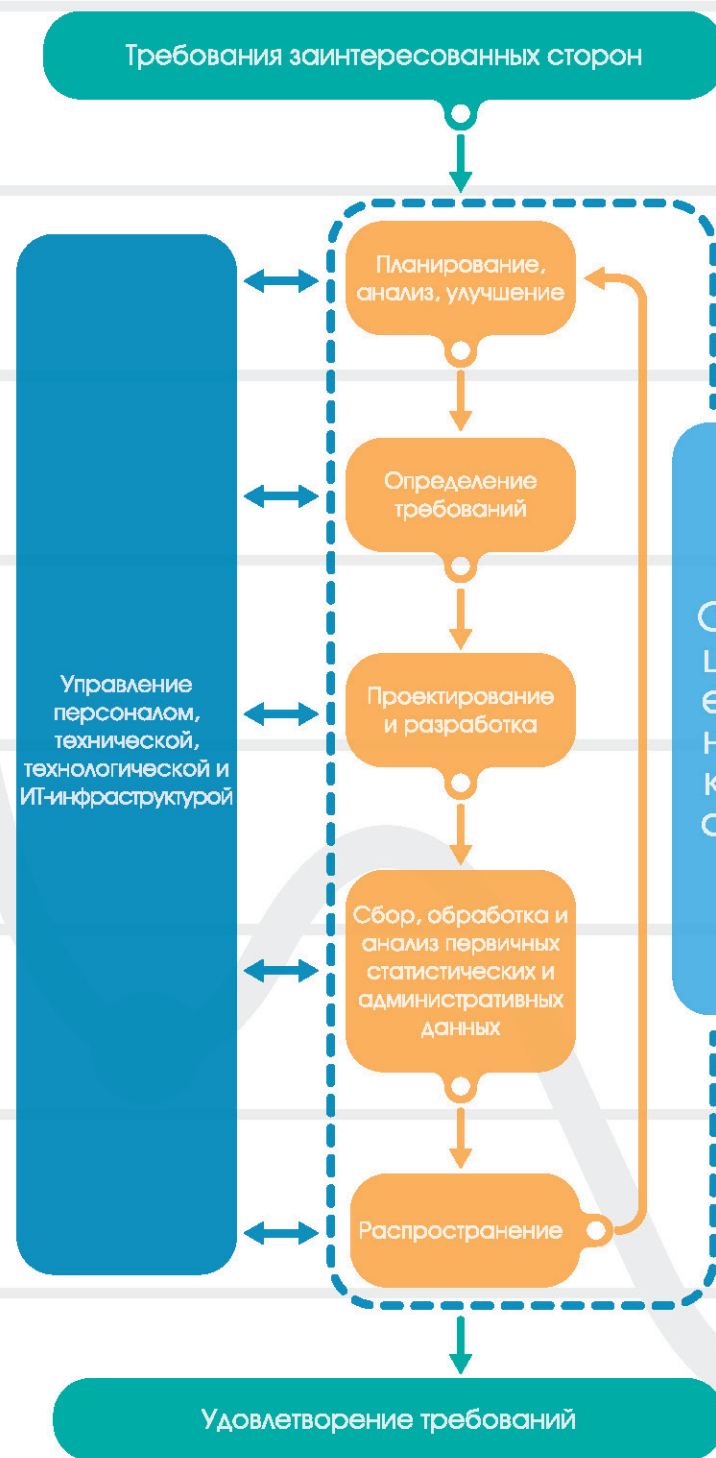 Требования заинтересованных сторон
Планирование,
анализ, улучшение
Определение
требований
Управление
персоналом,
технической,
технологической и
ИТ-инфраструктурой
Проектирование
и разработка
Сбор, обработка и
анализ первичных
статистических и
административных
данных
Распространение
Удовлетворение требований